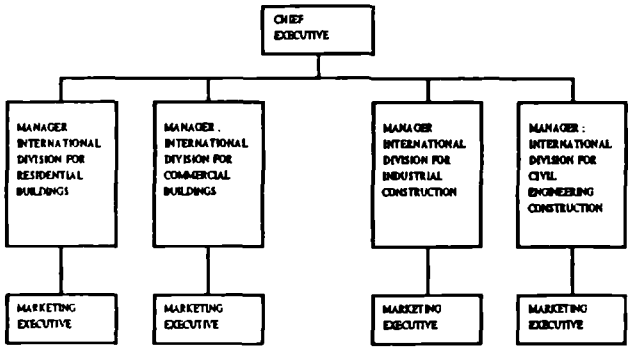 CHIEF
EXECUTIVE
MANAGER
INTERNATIONAL
DIVISION FOR
RESIDENTIAL
BUILDINGS
MANAGER .
INTERNATIONAL
DIVISION FOR
COMMERCIAL
BUILDINGS
MANAGER
INTERNATIONAL
DIVISION FOR
INDUSTRIAL
CONSTRUCTION
MANAGER :
INTERNATIONAL
DIVISION FOR
CIVIL
ENGINEERING
CONSTRUCTION
MARKETING
EXECUTIVE
MARKETING
EXECUTIVE
MARKETING
EXECUTIVE
MARKETING
EXECUTIVE